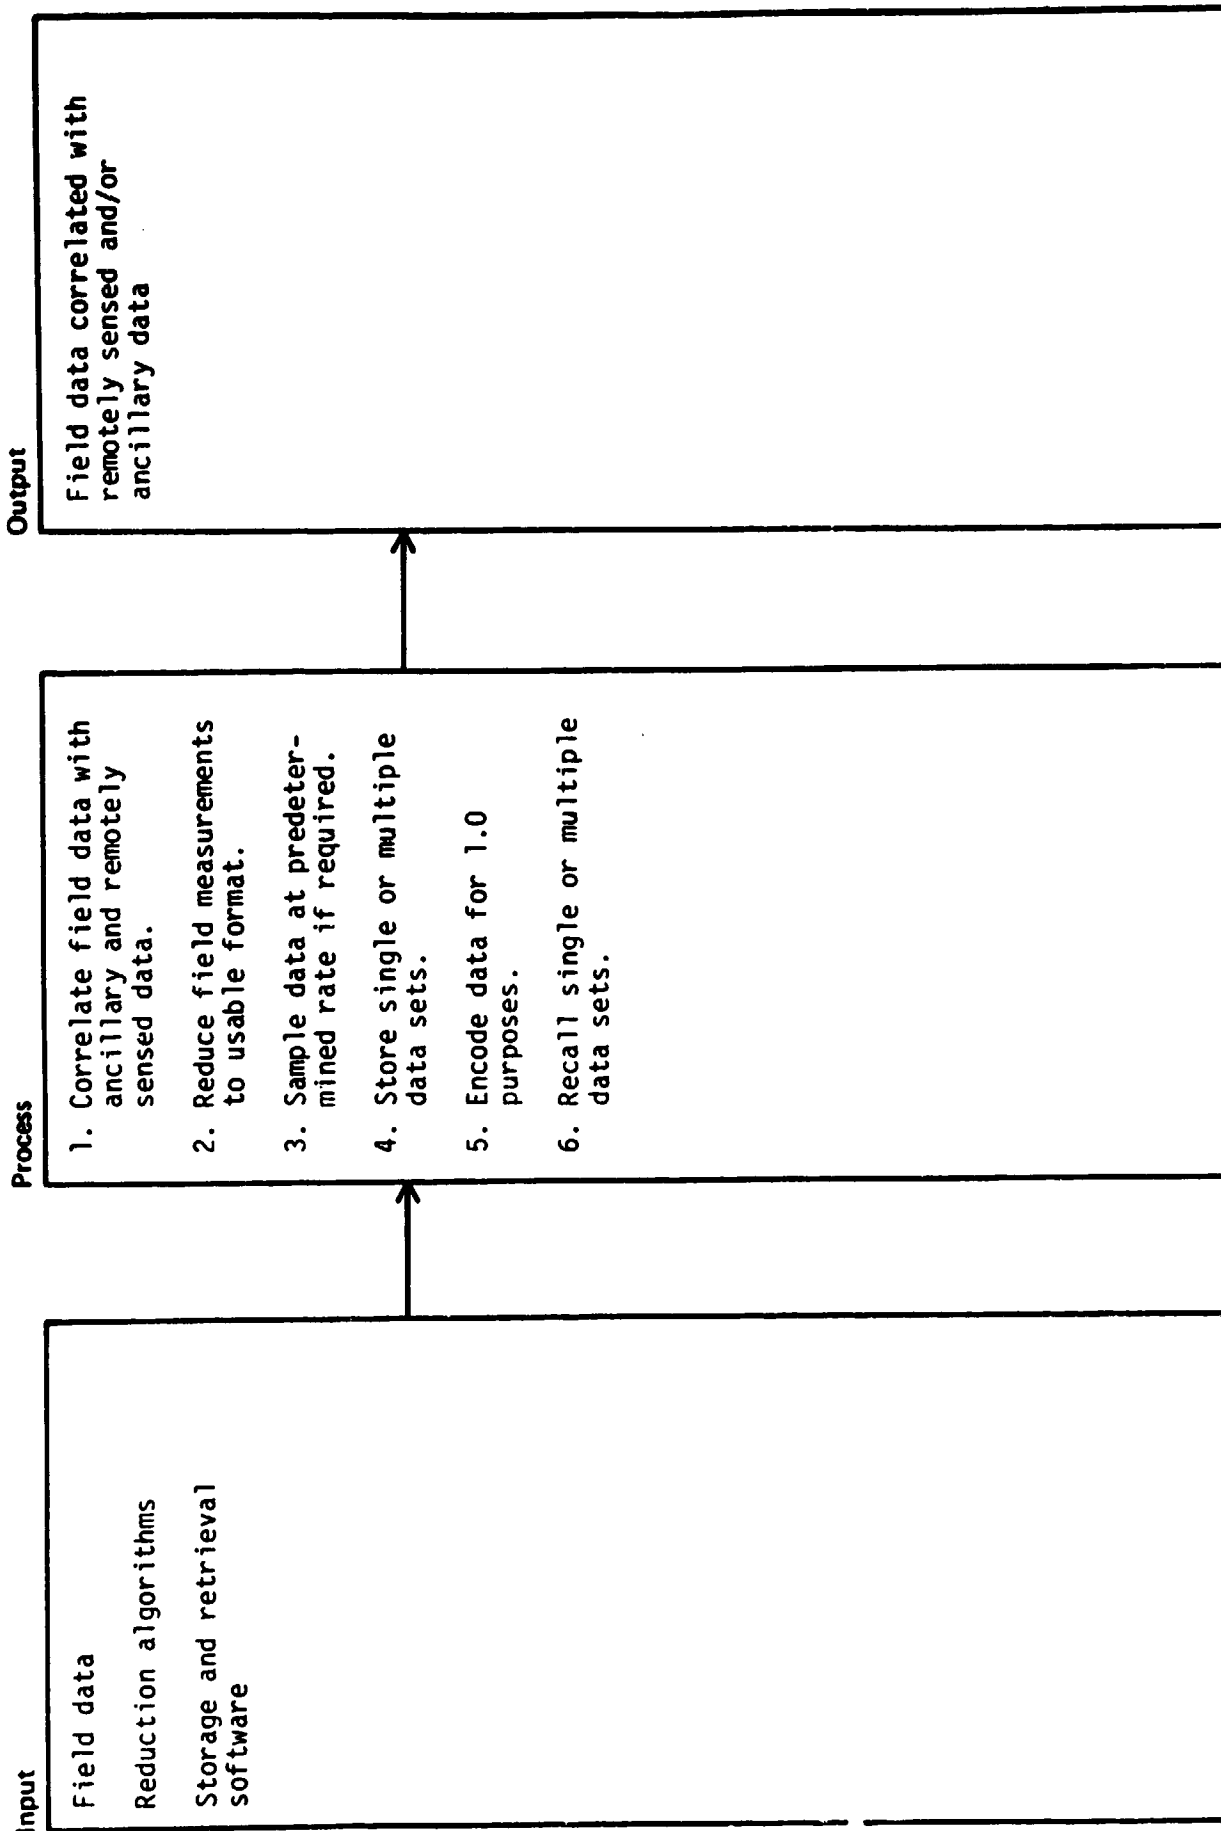 Input
Field data
Reduction algorithms
Storage and retrieval
software
Process
1. Correlate field data with
ancillary and remotely
sensed data.
2. Reduce field measurements
to usable format.
3. Sample data at predeter-
mined rate if required.
4. Store single or multiple
data sets.
5. Encode data for 1.0
purposes.
6. Recall single or multiple
data sets.
Output
Field data correlated with
remotely sensed and/or
ancillary data